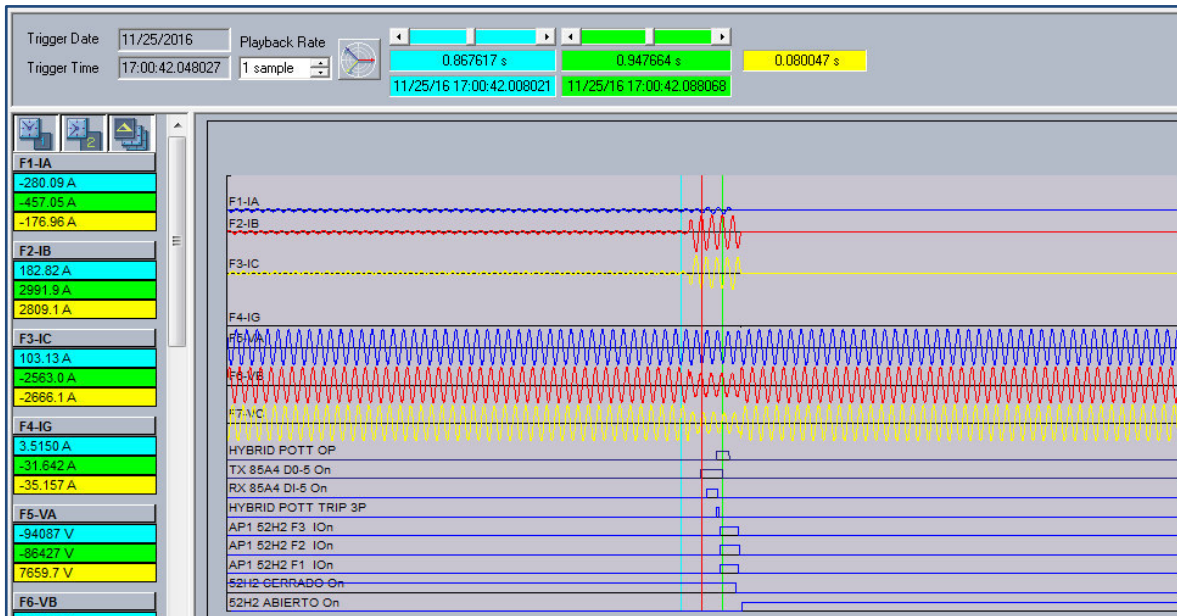 Trigger Date 11/25/2016
Playback Rate
Trigger Time 17:00:42.048027
1 sample
0.867617 s
0.947664 s
0.080047 s
11/25/16 17:00:42.008021
11/25/16 17:00:42.088068
1
2
F1-IA
-280.09 A
-457.05 A
-176.96 A
F2-IB
182.82 A
2991.9 A
2809.1 A
F3-IC
103.13 A
-2563.0 A
-2666.1 A
F4-IG
3.5150 A
-31.642 A
-35.157 A
F5-VA
-94087 V
-86427 V
7659.7 V
F6-VB
F1-IA
F2-IB
F3-IC
F4-IG
F5-VA
F6-VB
F7-VC
HYBRID POTT OP
TX 85A4 D0-5 On
RX 85A4 DI-5 On
HYBRID POTT TRIP 3P
AP1 52H2 F3 IOn
AP1 52H2 F2 IOn
AP1 52H2 F1 IOn
52H2 CERRADO On
52H2 ABIERTO On